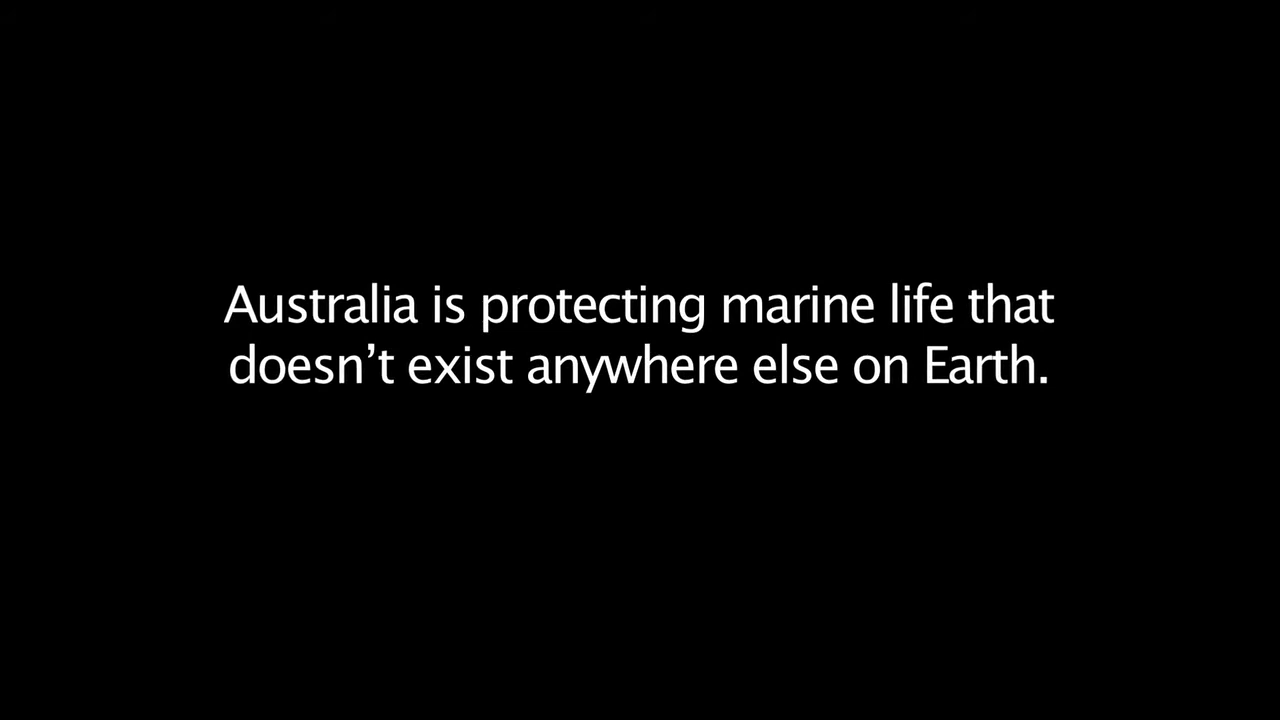 Australia is protecting marine life that
doesn’t exist anywhere else on Earth.